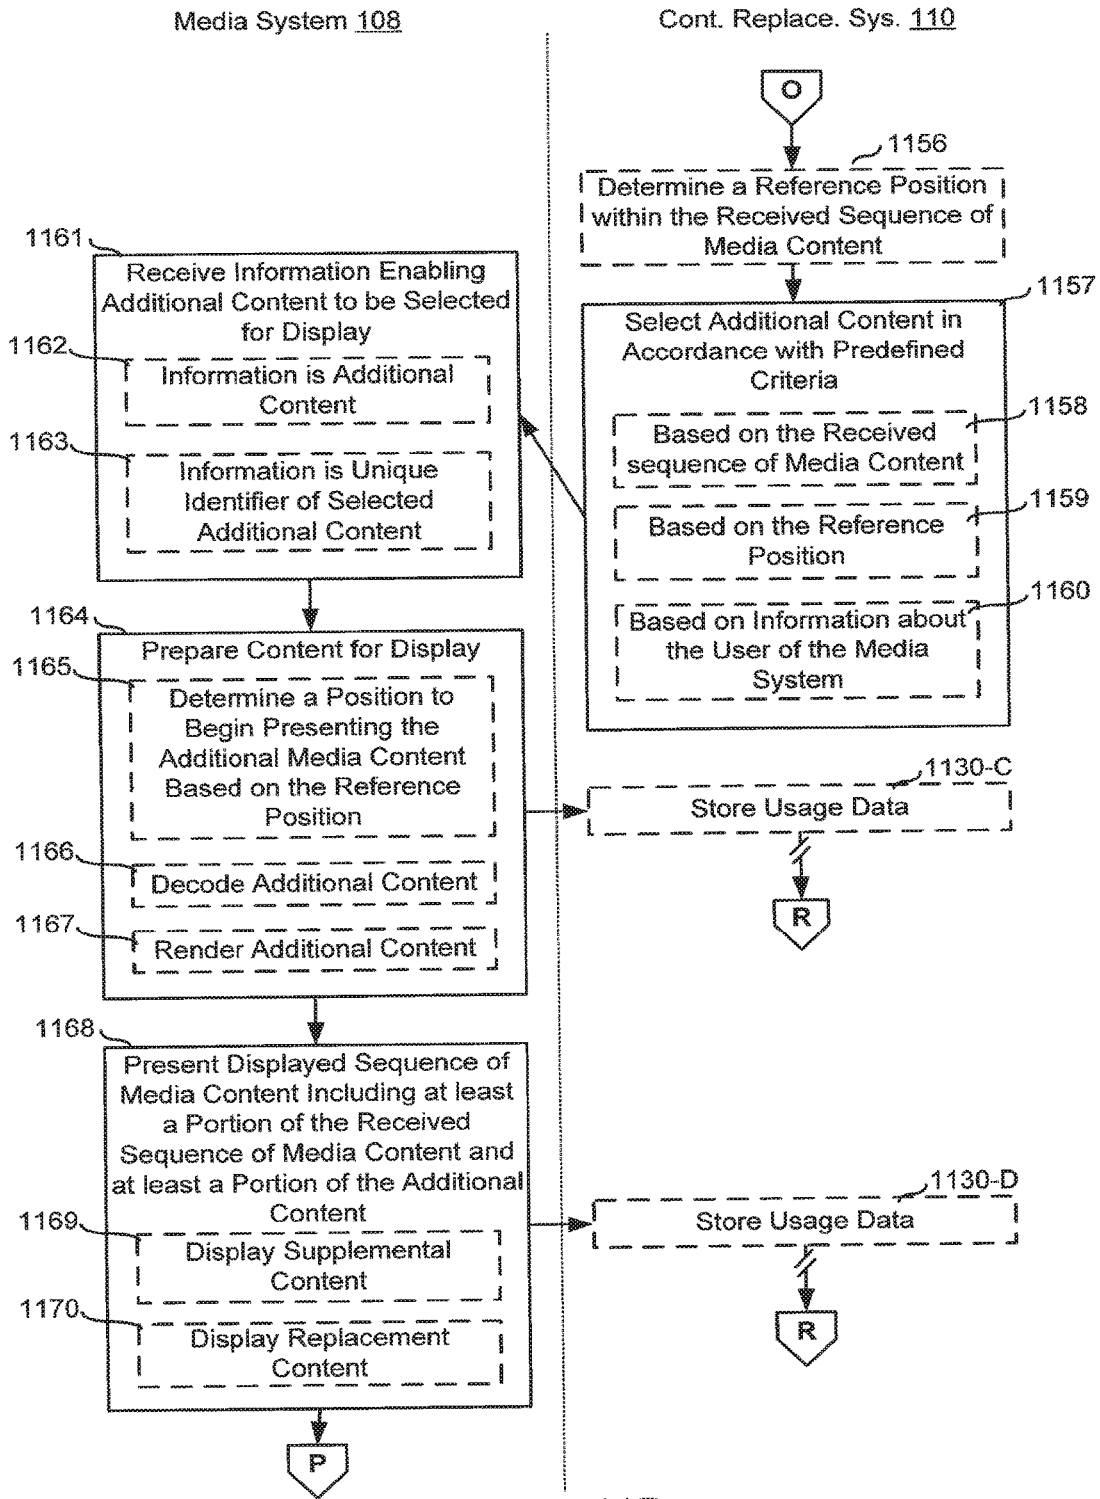 Media System 108
Cont. Replace. Sys. 110
O
1156
Determine a Reference Position
within the Received Sequence of
Media Content
1157
Select Additional Content in
Accordance with Predefined
Criteria
1158
Based on the Received
sequence of Media Content
1159
Based on the Reference
Position
1160
Based on Information about
the User of the Media
System
1161
Receive Information Enabling
Additional Content to be Selected
for Display
1162
Information is Additional
Content
1163
Information is Unique
Identifier of Selected
Additional Content
1164
Prepare Content for Display
1165
Determine a Position to
Begin Presenting the
Additional Media Content
Based on the Reference
Position
1166
Decode Additional Content
1167
Render Additional Content
1130-C
Store Usage Data
R
1168
Present Displayed Sequence of
Media Content Including at least
a Portion of the Received
Sequence of Media Content and
at least a Portion of the Additional
Content
1169
Display Supplemental
Content
1170
Display Replacement
Content
1130-D
Store Usage Data
R
P